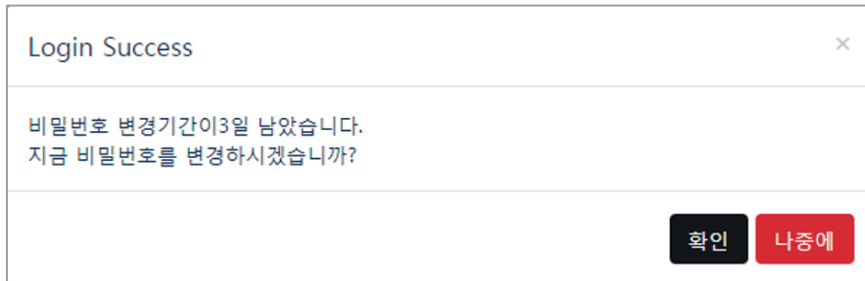 Login Success
×
비밀번호 변경기간이3일 남았습니다.
지금 비밀번호를 변경하시겠습니까?
확인 나중에